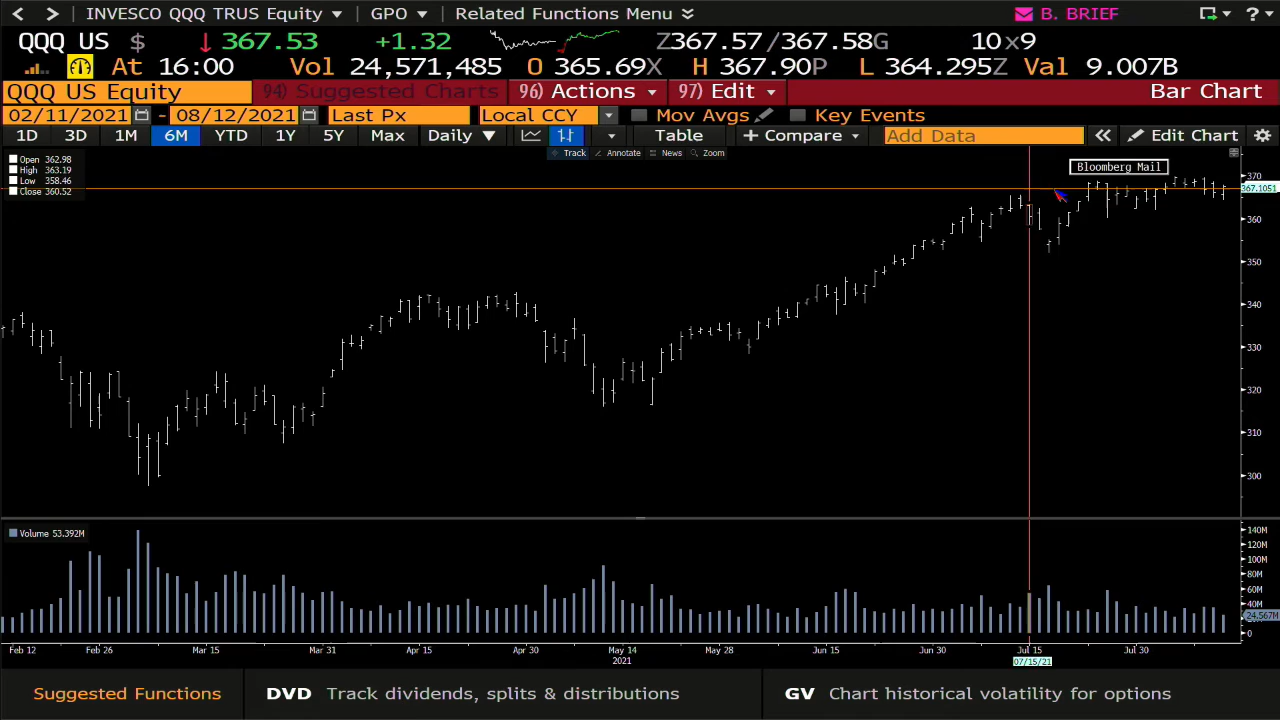 INVESCO QQQ TRUS Equity GPO Related Functions Menu B. BRIEF ?
QQQ US $ 367.53 +1.32 Z367.57/367.58G 10x9
At 16:00 Vol 24,571,485 O 365.69X H 367.90P L 364.295Z Val 9.007B
QQQ US Equity 94) Suggested Charts 96) Actions 97) Edit Bar Chart
02/11/2021 - 08/12/2021 Last Px Local CCY Mov Avgs Key Events
1D 3D 1M 6M YTD 1Y 5Y Max Daily Table + Compare Add Data Edit Chart
Track Annotate News Zoom
Open 362.98
High 363.19
Low 358.46
Close 360.52
Bloomberg Mail
370
367.1051
360
350
340
330
320
310
300
Volume 53.392M
140M
120M
100M
80M
60M
40M
24.567M
0
Feb 12 Feb 26 Mar 15 Mar 31 Apr 15 Apr 30 May 14 May 28 Jun 15 Jun 30 Jul 15 Jul 30
2021 07/15/21
Suggested Functions DVD Track dividends, splits & distributions GV Chart historical volatility for options